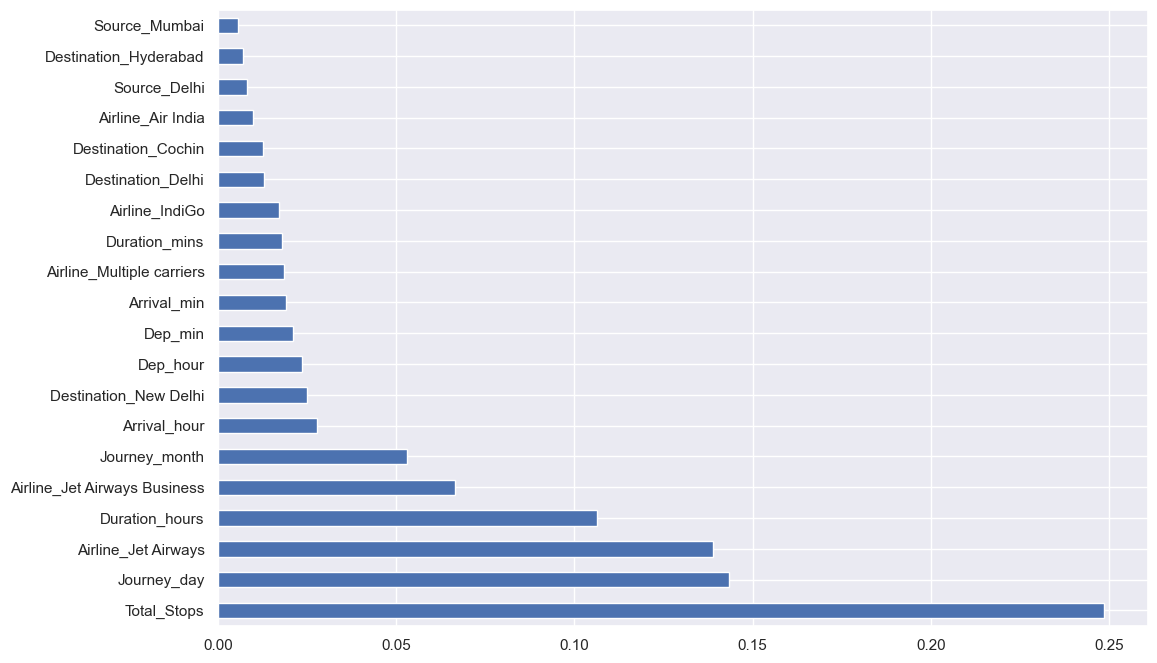 Source_Mumbai
Destination_Hyderabad
Source_Delhi
Airline_Air India
Destination_Cochin
Destination_Delhi
Airline_IndiGo
Duration_mins
Airline_Multiple carriers
Arrival_min
Dep_min
Dep_hour
Destination_New Delhi
Arrival_hour
Journey_month
Airline_Jet Airways Business
Duration_hours
Airline_Jet Airways
Journey_day
Total_Stops
0.00 0.05 0.10 0.15 0.20 0.25